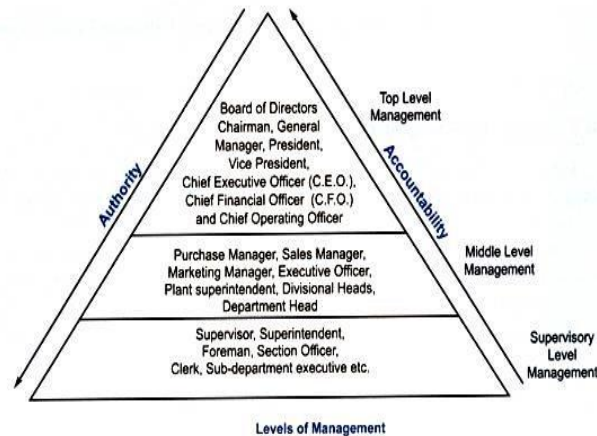 Board of Directors
Chairman, General
Manager, President,
Vice President,
Chief Executive Officer (C.E.O.),
Chief Financial Officer (C.F.O.)
and Chief Operating Officer
Top Level
Management
Authority
Accountability
Purchase Manager, Sales Manager,
Marketing Manager, Executive Officer,
Plant superintendent, Divisional Heads,
Department Head
Middle Level
Management
Supervisor, Superintendent,
Foreman, Section Officer,
Clerk, Sub-department executive etc.
Supervisory
Level
Management
Levels of Management